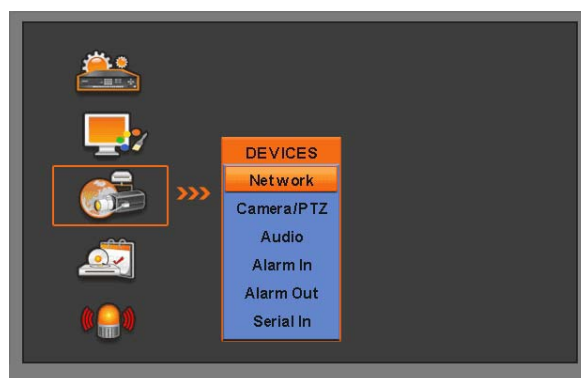 DEVICES
Network
Camera/PTZ
Audio
Alarm In
Alarm Out
Serial In